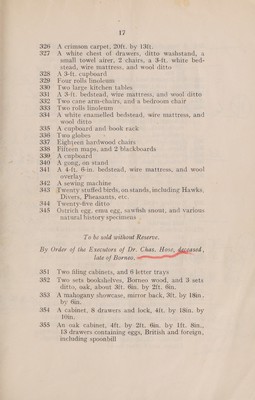 17
326 A crimson carpet, 20ft. by 13ft.
327 A white chest of drawers, ditto washstand, a
small towel airer, 2 chairs, a 3-ft. white bed-
stead, wire mattress, and wool ditto
328 A 3-ft. cupboard
329 Four rolls linoleum
330 Two large kitchen tables
331 A 3-ft. bedstead, wire mattress, and wool ditto
332 Two cane arm-chairs, and a bedroom chair
333 Two rolls linoleum
334 A white enamelled bedstead, wire mattress, and
wool ditto
335 A cupboard and book rack
336 Two globes
337 Eighteen hardwood chairs
338 Fifteen maps, and 2 blackboards
339 A cupboard
340 A gong, on stand
341 A 4-ft. 6-in. bedstead, wire mattress, and wool
overlay
342 A sewing machine
343 Twenty stuffed birds, on stands, including Hawks,
Divers, Pheasants, etc.
344 Twenty-five ditto
345 Ostrich egg, emu egg, sawfish snout, and various
natural history specimens
To be sold without Reserve.
By Order of the Executors of Dr. Chas. Hose, deceased,
late of Borneo.
351 Two filing cabinets, and 6 letter trays
352 Two sets bookshelves, Borneo wood, and 3 sets
ditto, oak, about 3ft. 6in. by 2ft. 6in.
353 A mahogany showcase, mirror back, 3ft. by 18in.
by 6in.
354 A cabinet, 8 drawers and lock, 4ft. by 18in. by
16in.
355 An oak cabinet, 4ft. by 2ft. 6in. by 1ft. 8in.,
13 drawers containing eggs, British and foreign,
including spoonbill